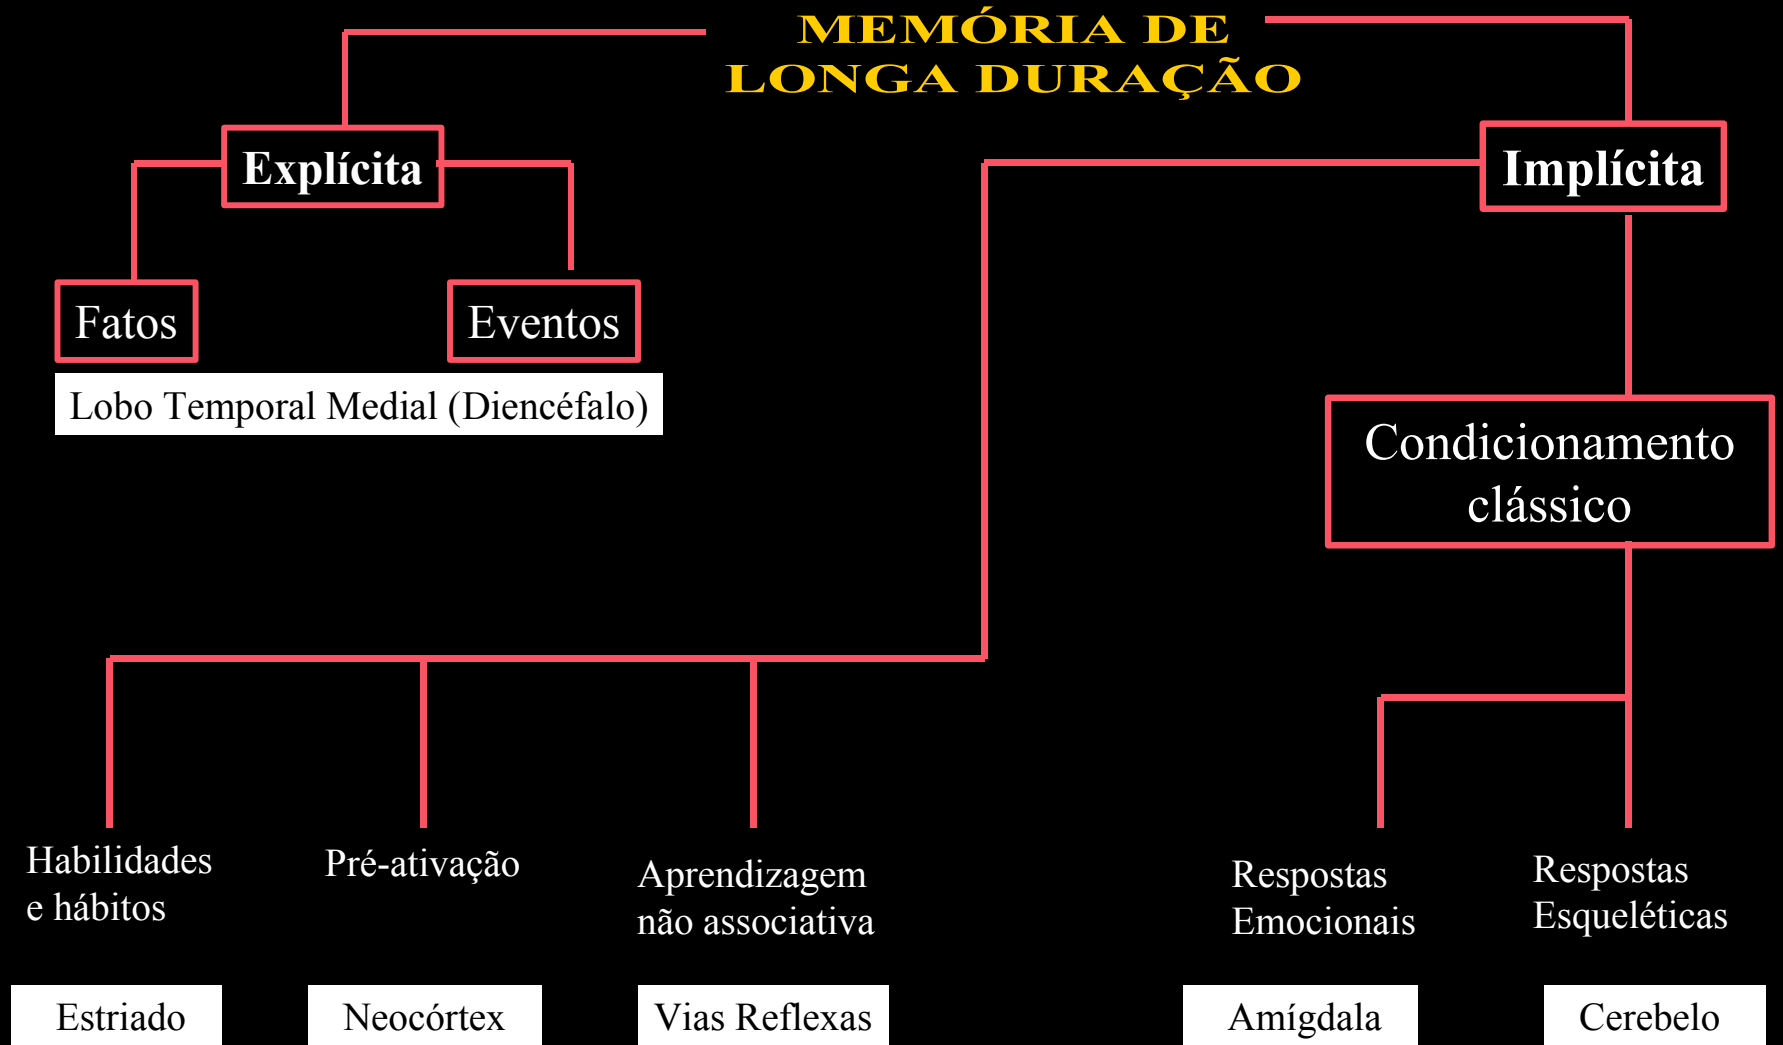 MEMÓRIA DE
LONGA DURAÇÃO
Explícita
Implícita
Fatos
Eventos
Lobo Temporal Medial (Diencéfalo)
Condicionamento
clássico
Habilidades
e hábitos
Pré-ativação
Aprendizagem
não associativa
Respostas
Emocionais
Respostas
Esqueléticas
Estriado
Neocórtex
Vias Reflexas
Amígdala
Cerebelo